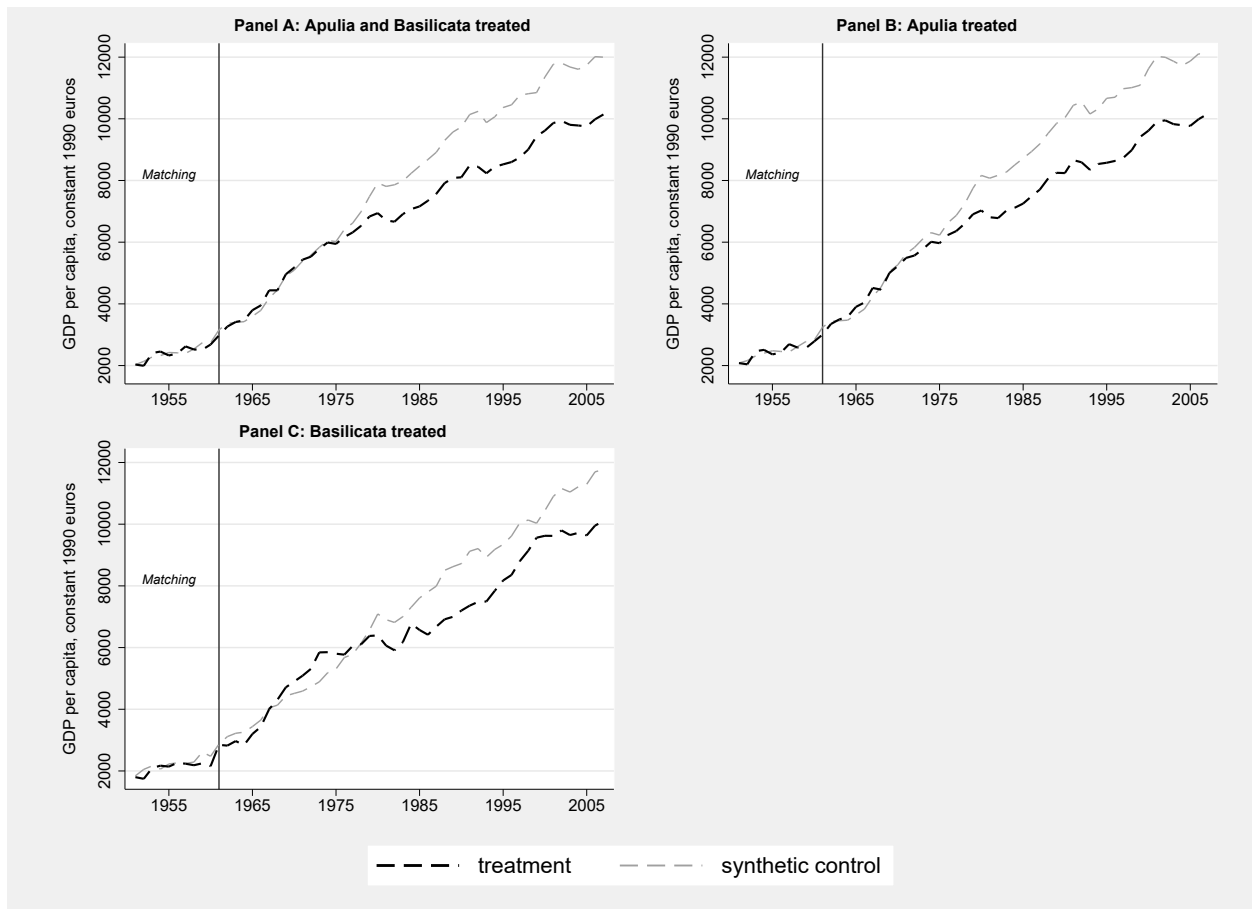 Panel A: Apulia and Basilicata treated
GDP per capita, constant 1990 euros
12000
10000
8000
6000
4000
2000
Matching
1955 1965 1975 1985 1995 2005
Panel B: Apulia treated
GDP per capita, constant 1990 euros
12000
10000
8000
6000
4000
2000
Matching
1955 1965 1975 1985 1995 2005
Panel C: Basilicata treated
GDP per capita, constant 1990 euros
12000
10000
8000
6000
4000
2000
Matching
1955 1965 1975 1985 1995 2005
treatment synthetic control